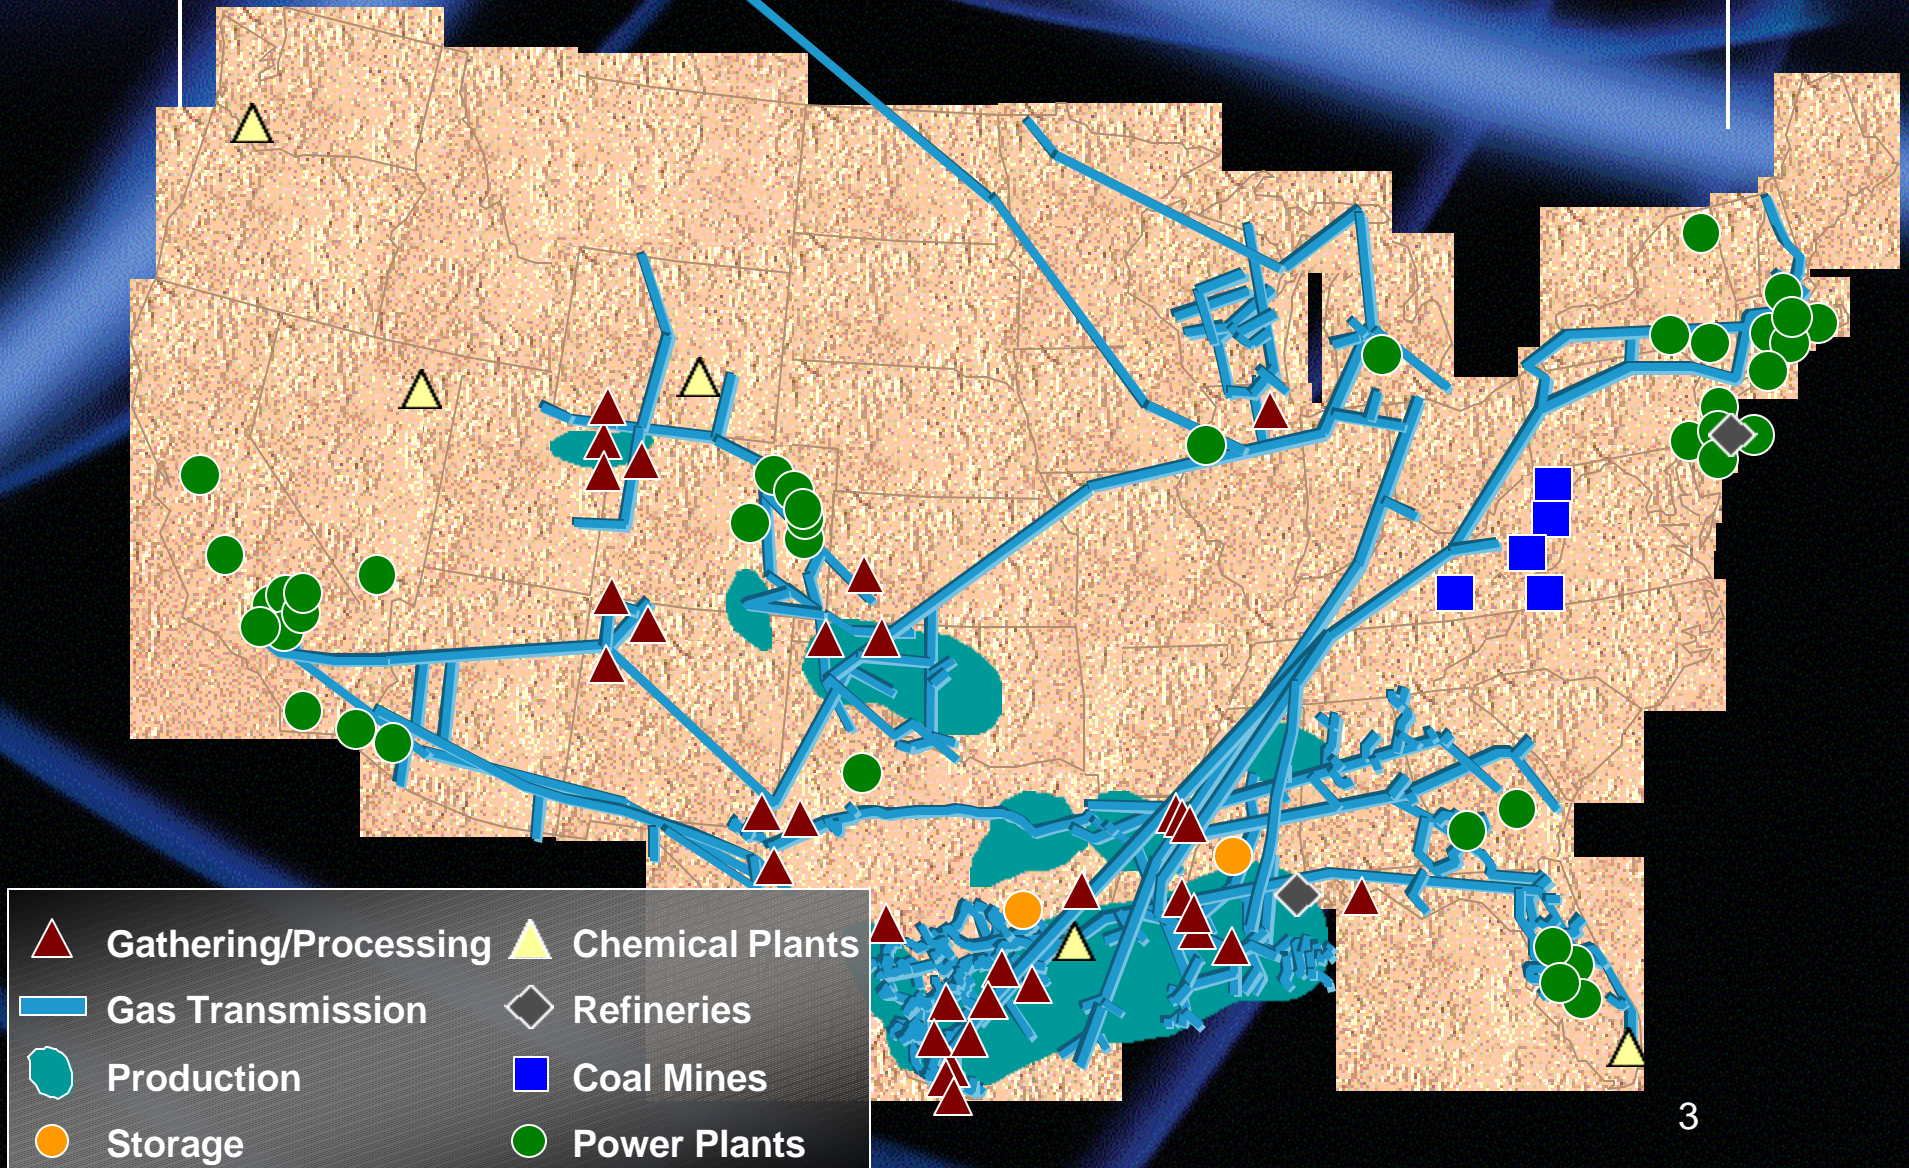 Gathering/Processing
Chemical Plants
Gas Transmission
Refineries
Production
Coal Mines
Storage
Power Plants
3